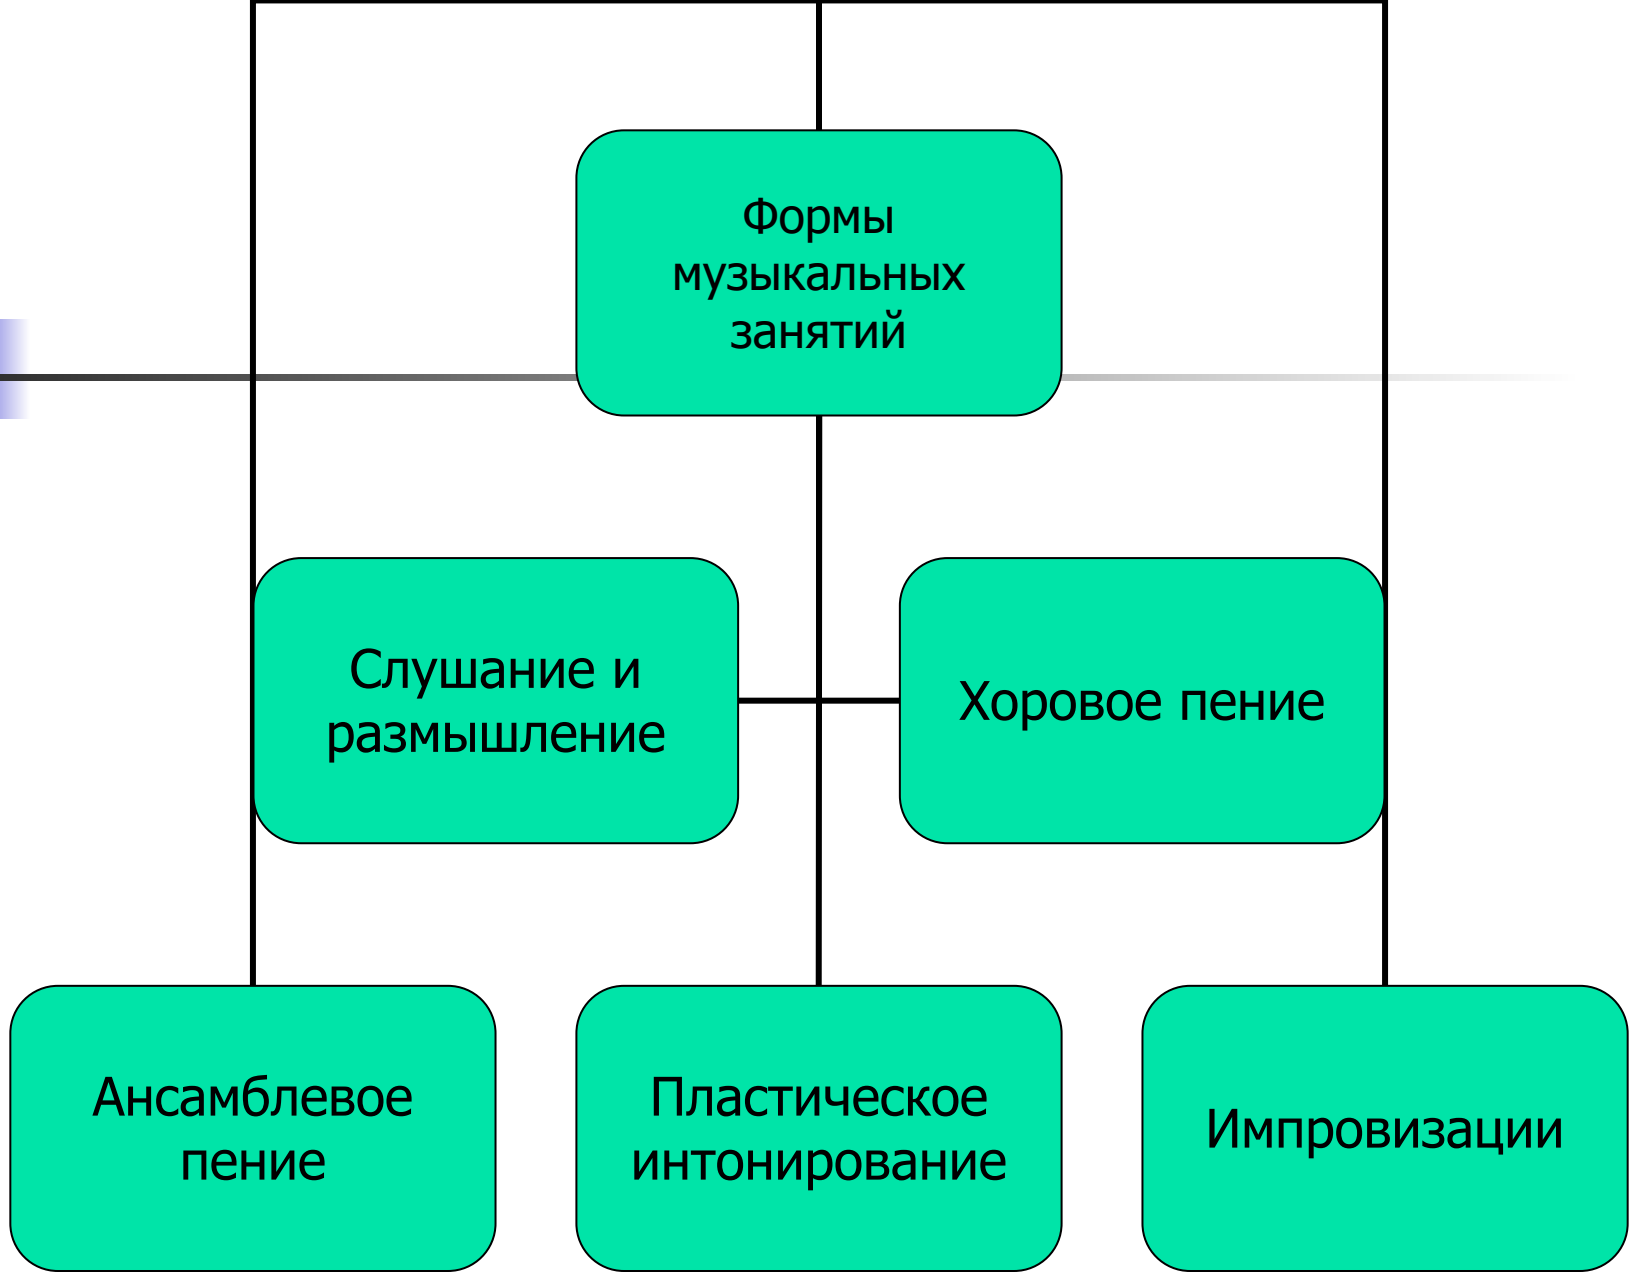 Формы
музыкальных
занятий
Слушание и
размышление
Хоровое пение
Ансамблевое
пение
Пластическое
интонирование
Импровизации